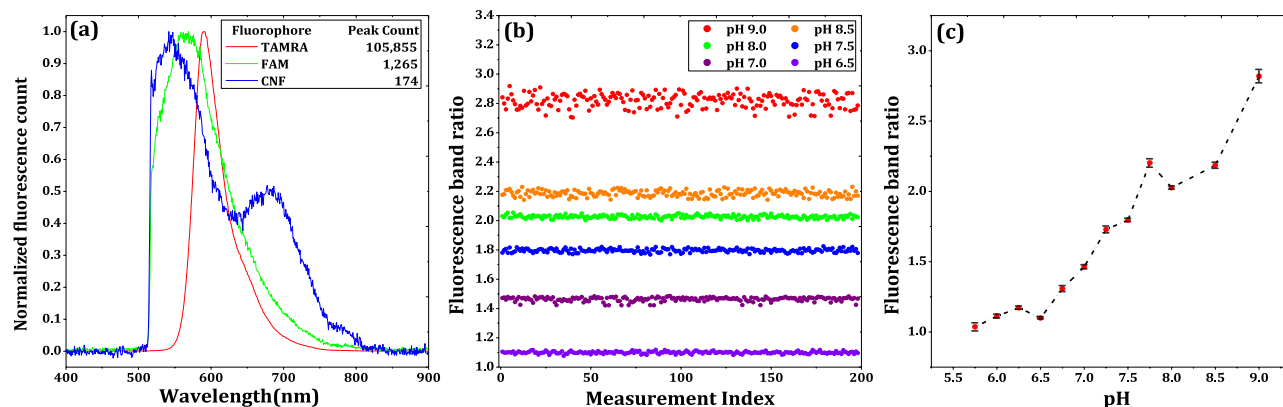 (a)
Fluorophore Peak Count
TAMRA 105,855
FAM 1,265
CNF 174
Normalized fluorescence count
1.0
0.9
0.8
0.7
0.6
0.5
0.4
0.3
0.2
0.1
0.0
400 500 600 700 800 900
Wavelength(nm)
(b)
pH 9.0 pH 8.5
pH 8.0 pH 7.5
pH 7.0 pH 6.5
Fluorescence band ratio
3.4
3.2
3.0
2.8
2.6
2.4
2.2
2.0
1.8
1.6
1.4
1.2
1.0
0 50 100 150 200
Measurement Index
(c)
Fluorescence band ratio
3.0
2.5
2.0
1.5
1.0
5.5 6.0 6.5 7.0 7.5 8.0 8.5 9.0
pH